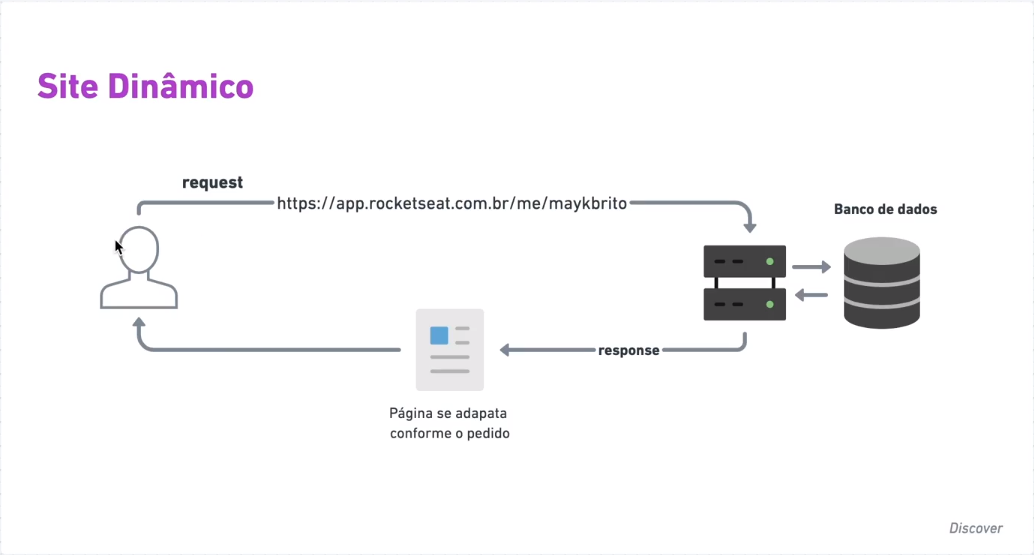 Site Dinâmico
request
https://app.rocketseat.com.br/me/maykbrito
Banco de dados
response
Página se adapata
conforme o pedido
Discover